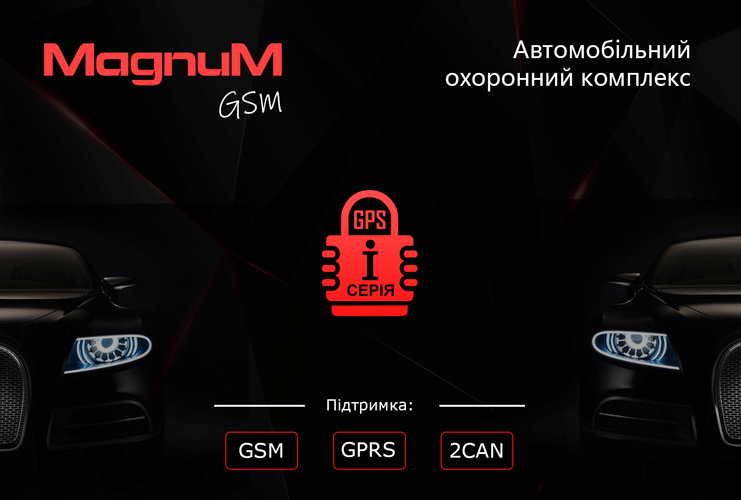 MagnuM
GSM
Автомобільний
охоронний комплекс
GPS
i
СЕРІЯ
Підтримка:
GSM
GPRS
2CAN